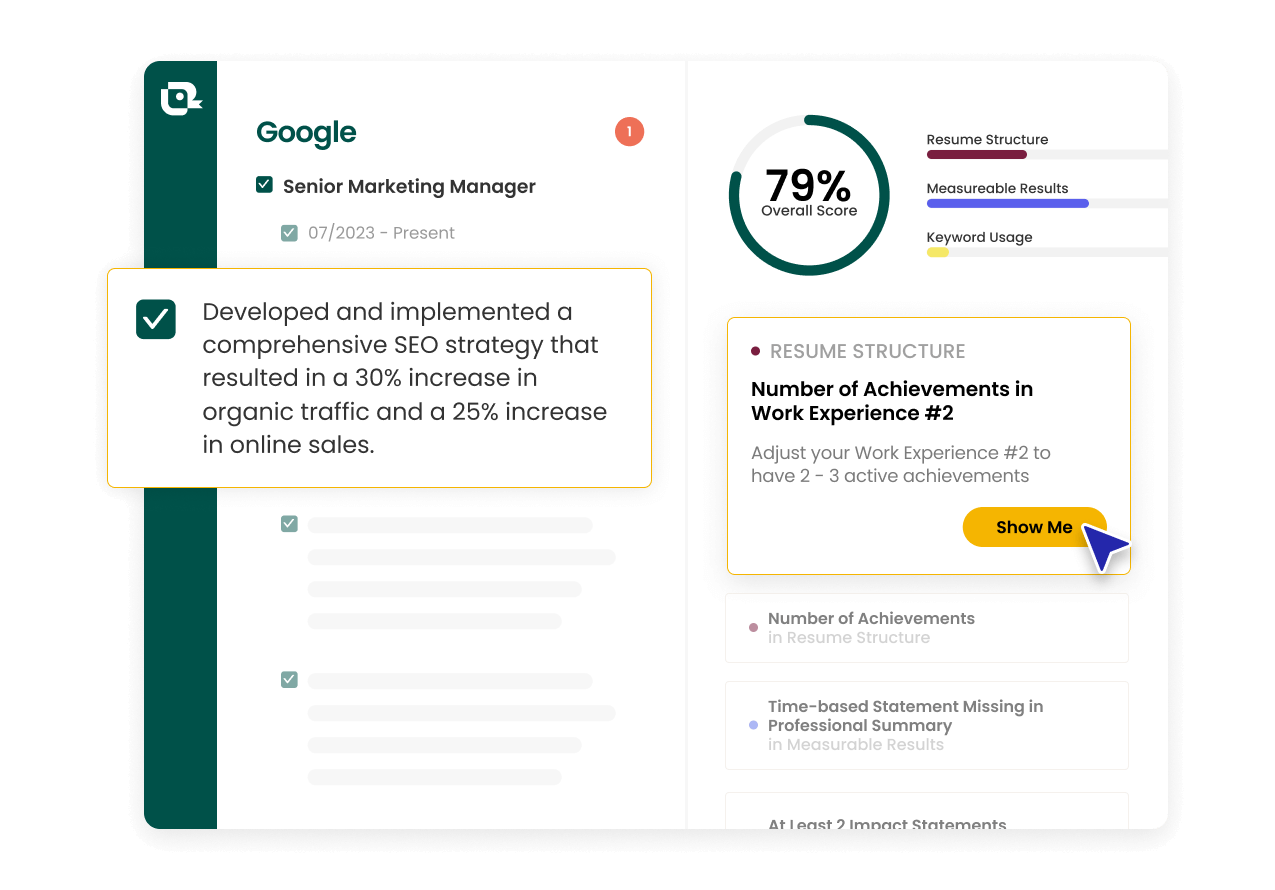 Google
1
Senior Marketing Manager
07/2023 - Present
Developed and implemented a
comprehensive SEO strategy that
resulted in a 30% increase in
organic traffic and a 25% increase
in online sales.
79%
Overall Score
Resume Structure
Measureable Results
Keyword Usage
RESUME STRUCTURE
Number of Achievements in
Work Experience #2
Adjust your Work Experience #2 to
have 2 - 3 active achievements
Show Me
Number of Achievements
in Resume Structure
Time-based Statement Missing in
Professional Summary
in Measurable Results
At Least 2 Impact Statements